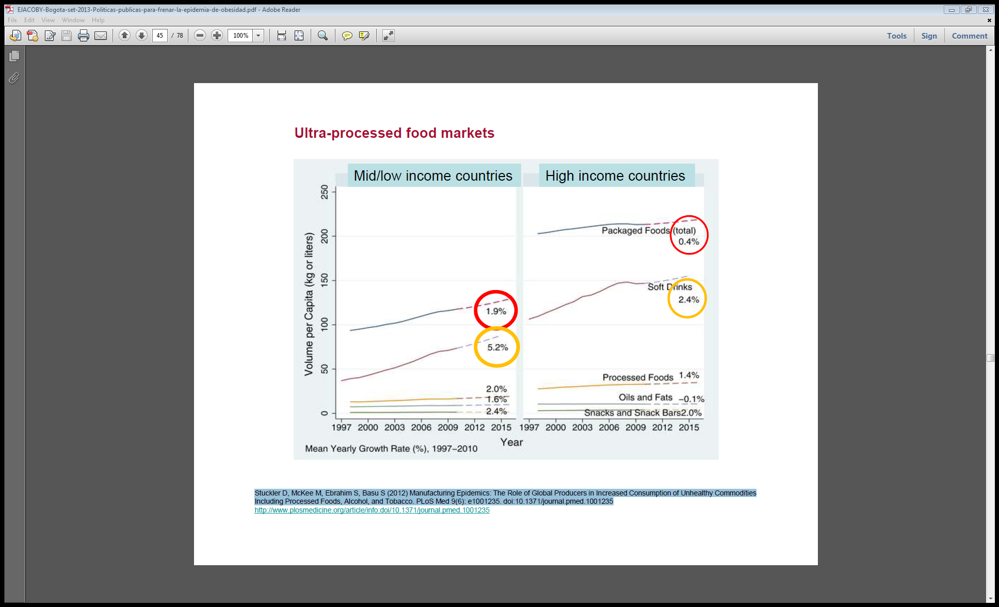 EJACOBY-Bogota-set-2013-Politicas-publicas-para-frenar-la-epidemia-de-obesidad.pdf - Adobe Reader
File Edit View Window Help
45 / 78 100% Tools Sign Comment
Ultra-processed food markets
Mid/low income countries High income countries
Volume per Capita (kg or liters)
250
200
150
100
50
0
1.9%
5.2%
2.0%
1.6%
2.4%
Packaged Foods (total)
0.4%
Soft Drinks
2.4%
Processed Foods 1.4%
Oils and Fats −0.1%
Snacks and Snack Bars2.0%
1997 2000 2003 2006 2009 2012 2015 1997 2000 2003 2006 2009 2012 2015
Year
Mean Yearly Growth Rate (%), 1997–2010
Stuckler D, McKee M, Ebrahim S, Basu S (2012) Manufacturing Epidemics: The Role of Global Producers in Increased Consumption of Unhealthy Commodities
Including Processed Foods, Alcohol, and Tobacco. PLoS Med 9(6): e1001235. doi:10.1371/journal.pmed.1001235
http://www.plosmedicine.org/article/info:doi/10.1371/journal.pmed.1001235